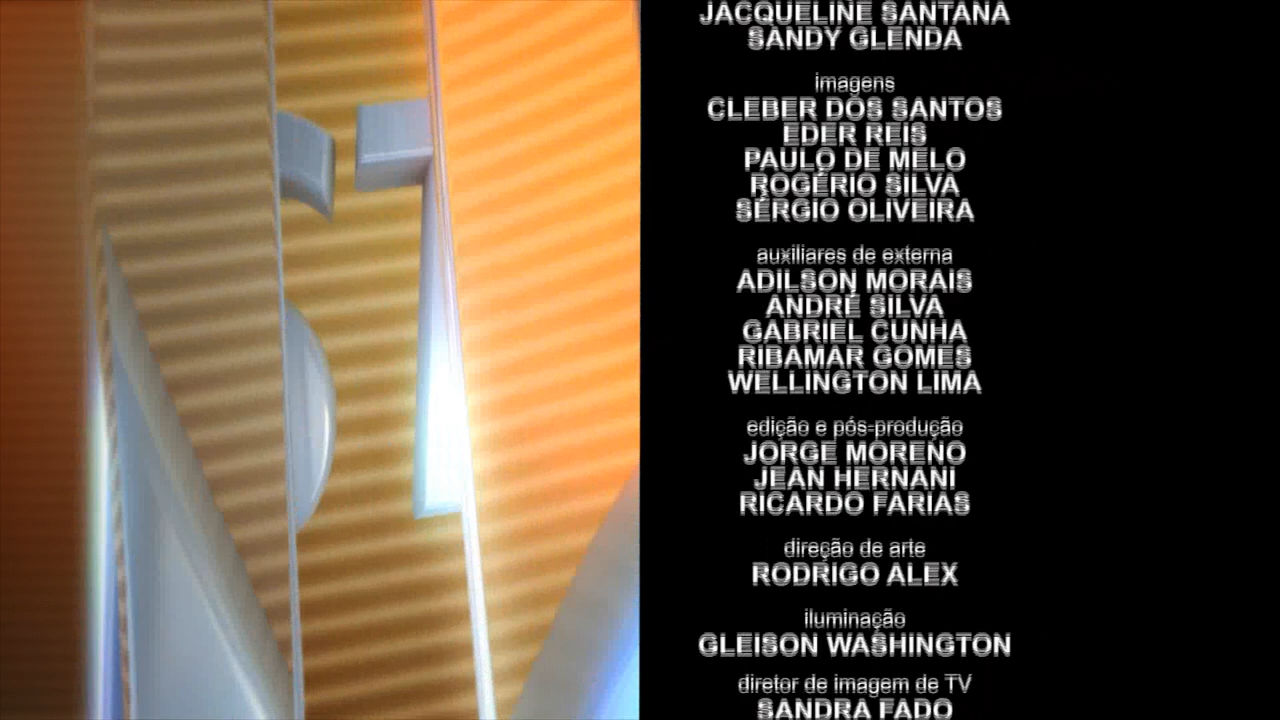 JACQUELINE SANTANA
SANDY GLENDA
imagens
CLEBER DOS SANTOS
EDER REIS
PAULO DE MELO
ROGÉRIO SILVA
SÉRGIO OLIVEIRA
auxiliares de externa
ADILSON MORAIS
ANDRÉ SILVA
GABRIEL CUNHA
RIBAMAR GOMES
WELLINGTON LIMA
edição e pós-produção
JORGE MORENO
JEAN HERNANI
RICARDO FARIAS
direção de arte
RODRIGO ALEX
iluminação
GLEISON WASHINGTON
diretor de imagem de TV
SANDRA FADO